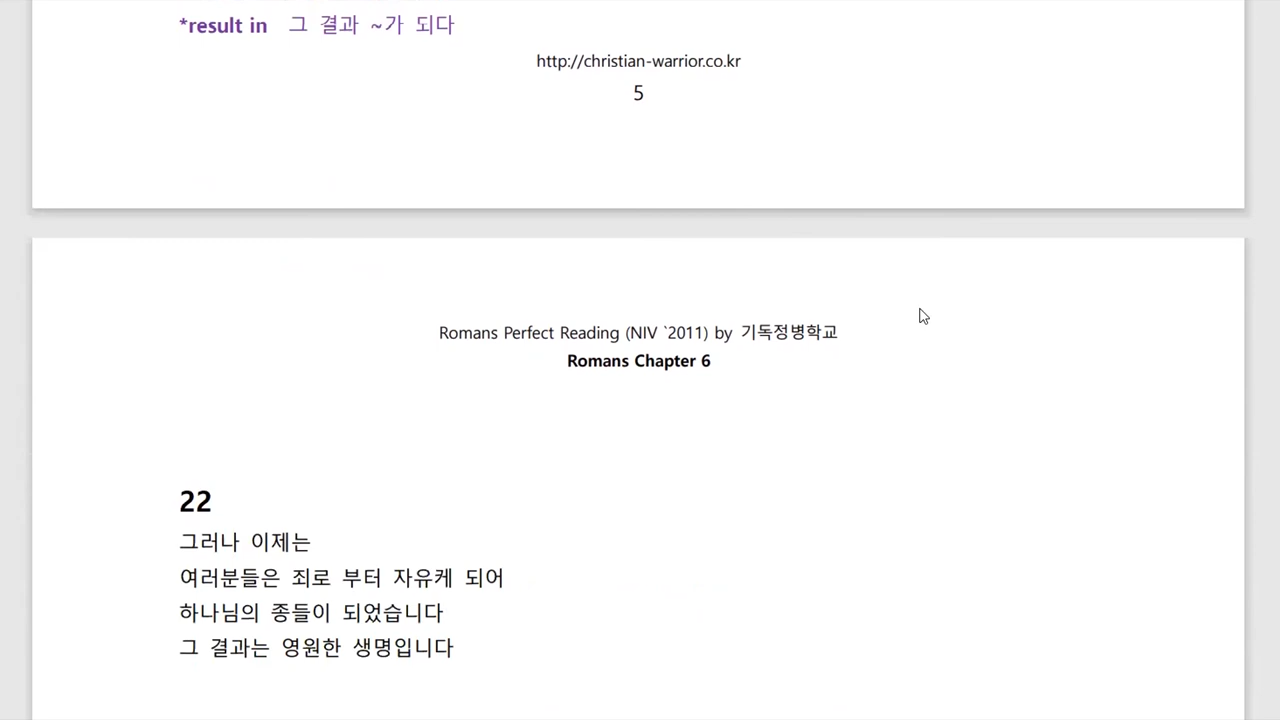 *result in 그 결과 ~가 되다
http://christian-warrior.co.kr
5
Romans Perfect Reading (NIV `2011) by 기독정병학교
Romans Chapter 6
22
그러나 이제는
여러분들은 죄로 부터 자유케 되어
하나님의 종들이 되었습니다
그 결과는 영원한 생명입니다